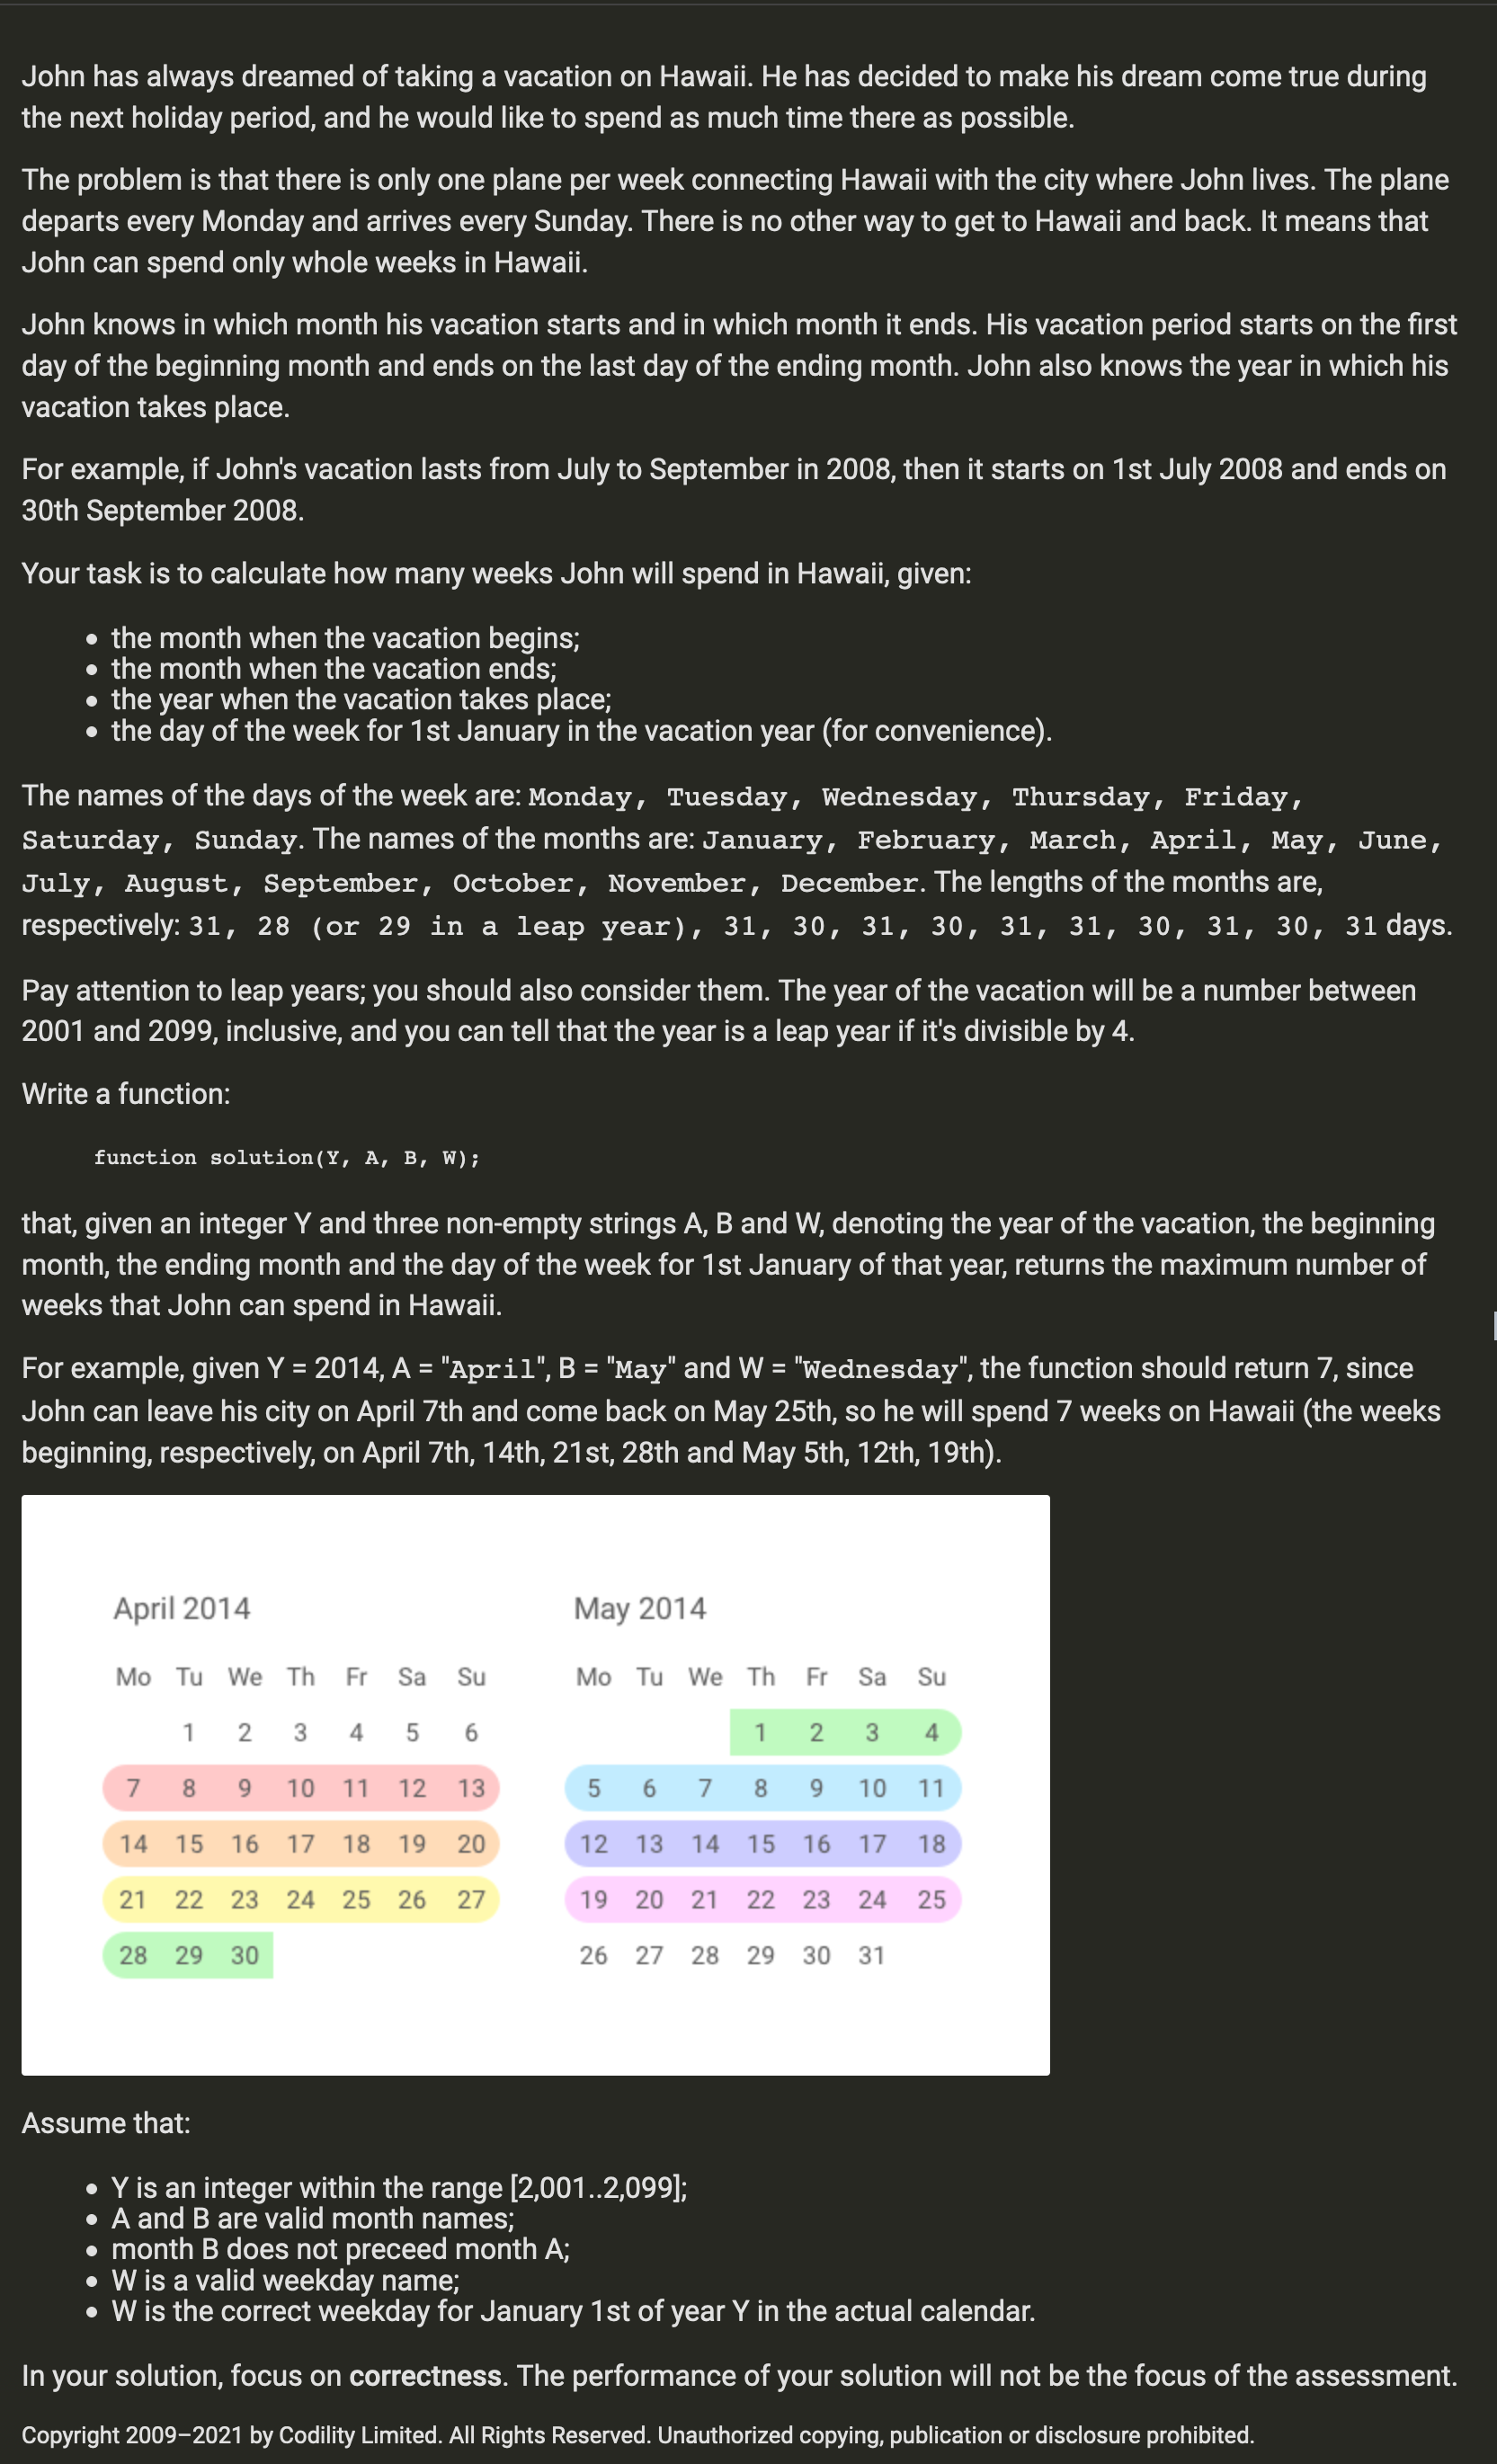 John has always dreamed of taking a vacation on Hawaii. He has decided to make his dream come true during
the next holiday period, and he would like to spend as much time there as possible.
The problem is that there is only one plane per week connecting Hawaii with the city where John lives. The plane
departs every Monday and arrives every Sunday. There is no other way to get to Hawaii and back. It means that
John can spend only whole weeks in Hawaii.
John knows in which month his vacation starts and in which month it ends. His vacation period starts on the first
day of the beginning month and ends on the last day of the ending month. John also knows the year in which his
vacation takes place.
For example, if John's vacation lasts from July to September in 2008, then it starts on 1st July 2008 and ends on
30th September 2008.
Your task is to calculate how many weeks John will spend in Hawaii, given:
• the month when the vacation begins;
• the month when the vacation ends;
• the year when the vacation takes place;
• the day of the week for 1st January in the vacation year (for convenience).
The names of the days of the week are: Monday, Tuesday, Wednesday, Thursday, Friday,
Saturday, Sunday. The names of the months are: January, February, March, April, May, June,
July, August, September, October, November, December. The lengths of the months are,
respectively: 31, 28 (or 29 in a leap year), 31, 30, 31, 30, 31, 31, 30, 31, 30, 31 days.
Pay attention to leap years; you should also consider them. The year of the vacation will be a number between
2001 and 2099, inclusive, and you can tell that the year is a leap year if it's divisible by 4.
Write a function:
function solution(Y, A, B, W);
that, given an integer Y and three non-empty strings A, B and W, denoting the year of the vacation, the beginning
month, the ending month and the day of the week for 1st January of that year, returns the maximum number of
weeks that John can spend in Hawaii.
For example, given Y = 2014, A = "April", B = "May" and W = "Wednesday", the function should return 7, since
John can leave his city on April 7th and come back on May 25th, so he will spend 7 weeks on Hawaii (the weeks
beginning, respectively, on April 7th, 14th, 21st, 28th and May 5th, 12th, 19th).
April 2014
Mo Tu We Th Fr Sa Su
1 2 3 4 5 6
7 8 9 10 11 12 13
14 15 16 17 18 19 20
21 22 23 24 25 26 27
28 29 30
May 2014
Mo Tu We Th Fr Sa Su
1 2 3 4
5 6 7 8 9 10 11
12 13 14 15 16 17 18
19 20 21 22 23 24 25
26 27 28 29 30 31
Assume that:
• Y is an integer within the range [2,001..2,099];
• A and B are valid month names;
• month B does not preceed month A;
• W is a valid weekday name;
• W is the correct weekday for January 1st of year Y in the actual calendar.
In your solution, focus on correctness. The performance of your solution will not be the focus of the assessment.
Copyright 2009–2021 by Codility Limited. All Rights Reserved. Unauthorized copying, publication or disclosure prohibited.